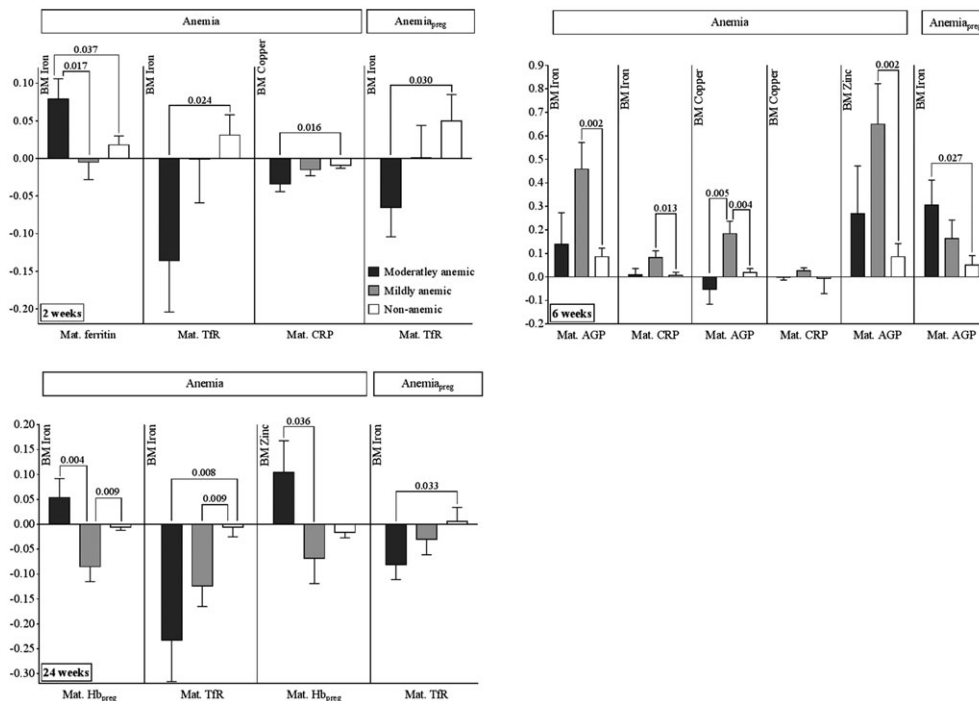 Anemia
Anemiapreg
BM Iron
BM Iron
BM Copper
BM Iron
0.10
0.05
0.00
-0.05
-0.10
-0.15
-0.20
0.037
0.017
0.024
0.016
0.030
Moderatley anemic
Mildly anemic
Non-anemic
2 weeks
Mat. ferritin
Mat. TfR
Mat. CRP
Mat. TfR
Anemia
Anemiapreg
BM Iron
BM Iron
BM Copper
BM Copper
BM Zinc
BM Iron
0.9
0.8
0.7
0.6
0.5
0.4
0.3
0.2
0.1
0.0
-0.1
-0.2
0.002
0.013
0.005
0.004
0.002
0.027
6 weeks
Mat. AGP
Mat. CRP
Mat. AGP
Mat. CRP
Mat. AGP
Mat. AGP
Anemia
Anemiapreg
BM Iron
BM Iron
BM Zinc
BM Iron
0.20
0.15
0.10
0.05
0.00
-0.05
-0.10
-0.15
-0.20
-0.25
-0.30
0.004
0.009
0.008
0.009
0.036
0.033
24 weeks
Mat. Hbpreg
Mat. TfR
Mat. Hbpreg
Mat. TfR